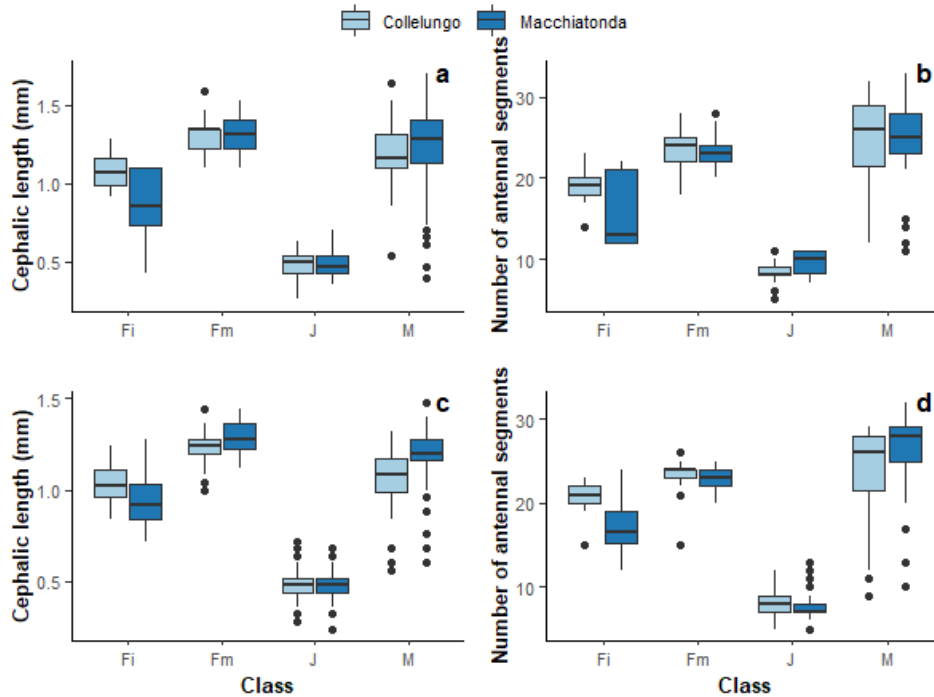 Collelungo Macchiatonda
a b
Cephalic length (mm)
1.5
1.0
0.5
Fi Fm J M
Number of antennal segments
30
20
10
Fi Fm J M
c d
Cephalic length (mm)
1.5
1.0
0.5
Fi Fm J M
Class
Number of antennal segments
30
20
10
Fi Fm J M
Class